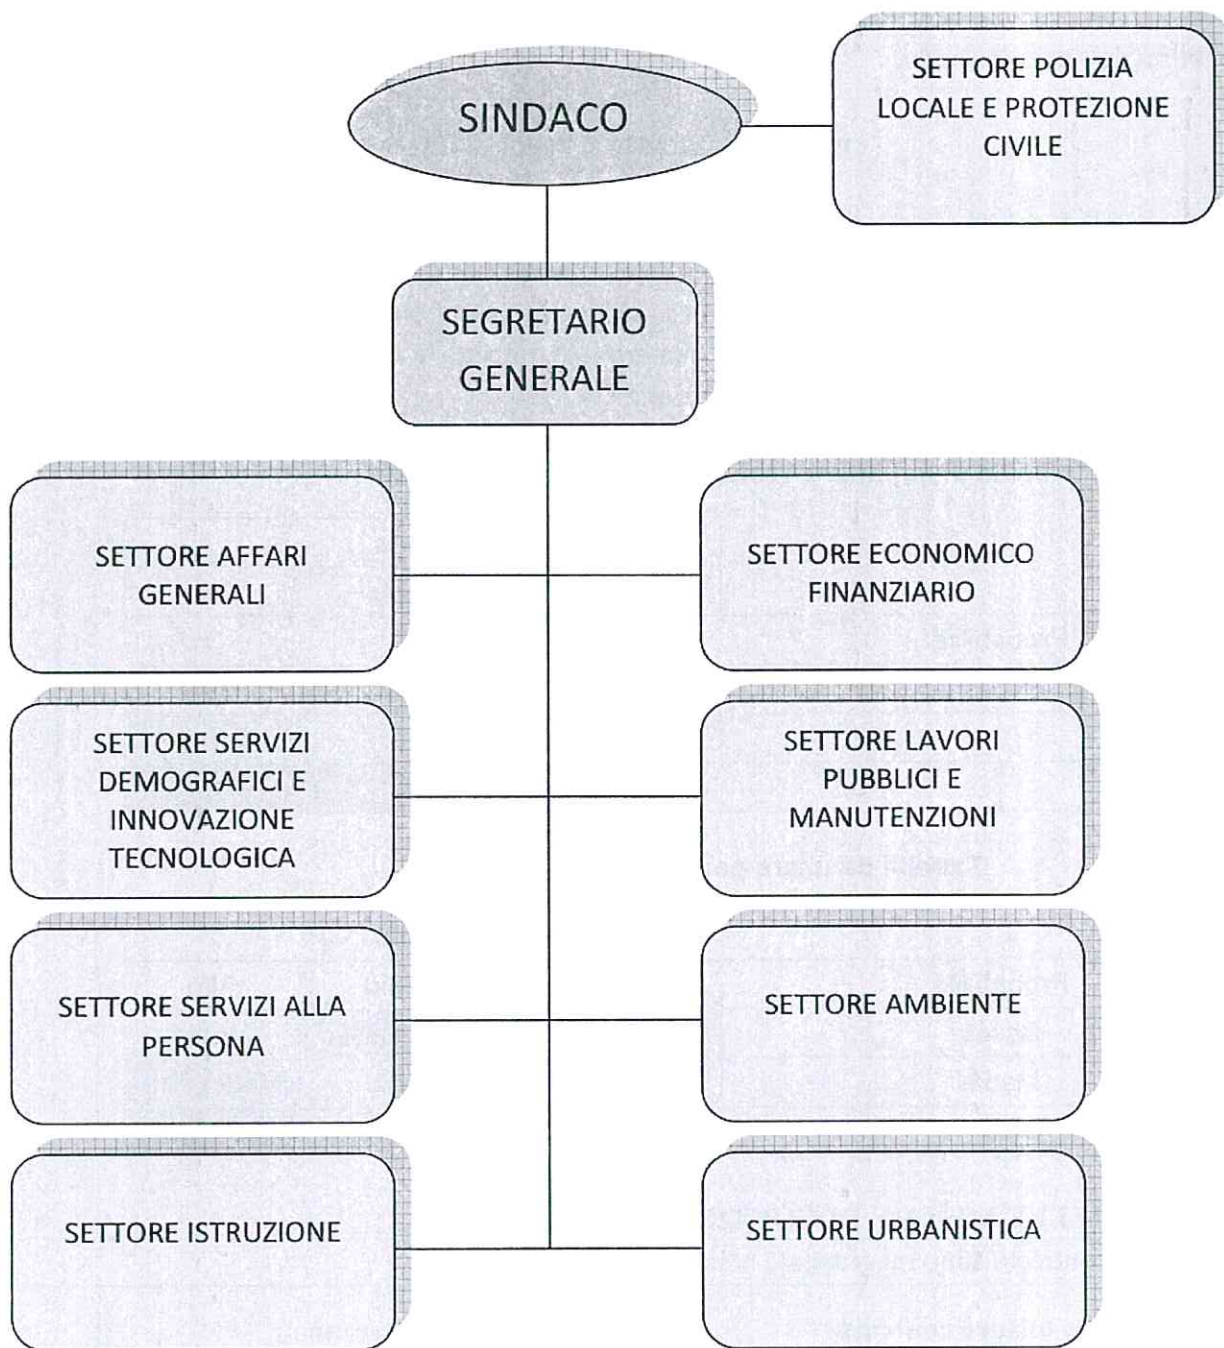 SINDACO
SETTORE POLIZIA
LOCALE E PROTEZIONE
CIVILE
SEGRETARIO
GENERALE
SETTORE AFFARI
GENERALI
SETTORE ECONOMICO
FINANZIARIO
SETTORE SERVIZI
DEMOGRAFICI E
INNOVAZIONE
TECNOLOGICA
SETTORE LAVORI
PUBBLICI E
MANUTENZIONI
SETTORE SERVIZI ALLA
PERSONA
SETTORE AMBIENTE
SETTORE ISTRUZIONE
SETTORE URBANISTICA